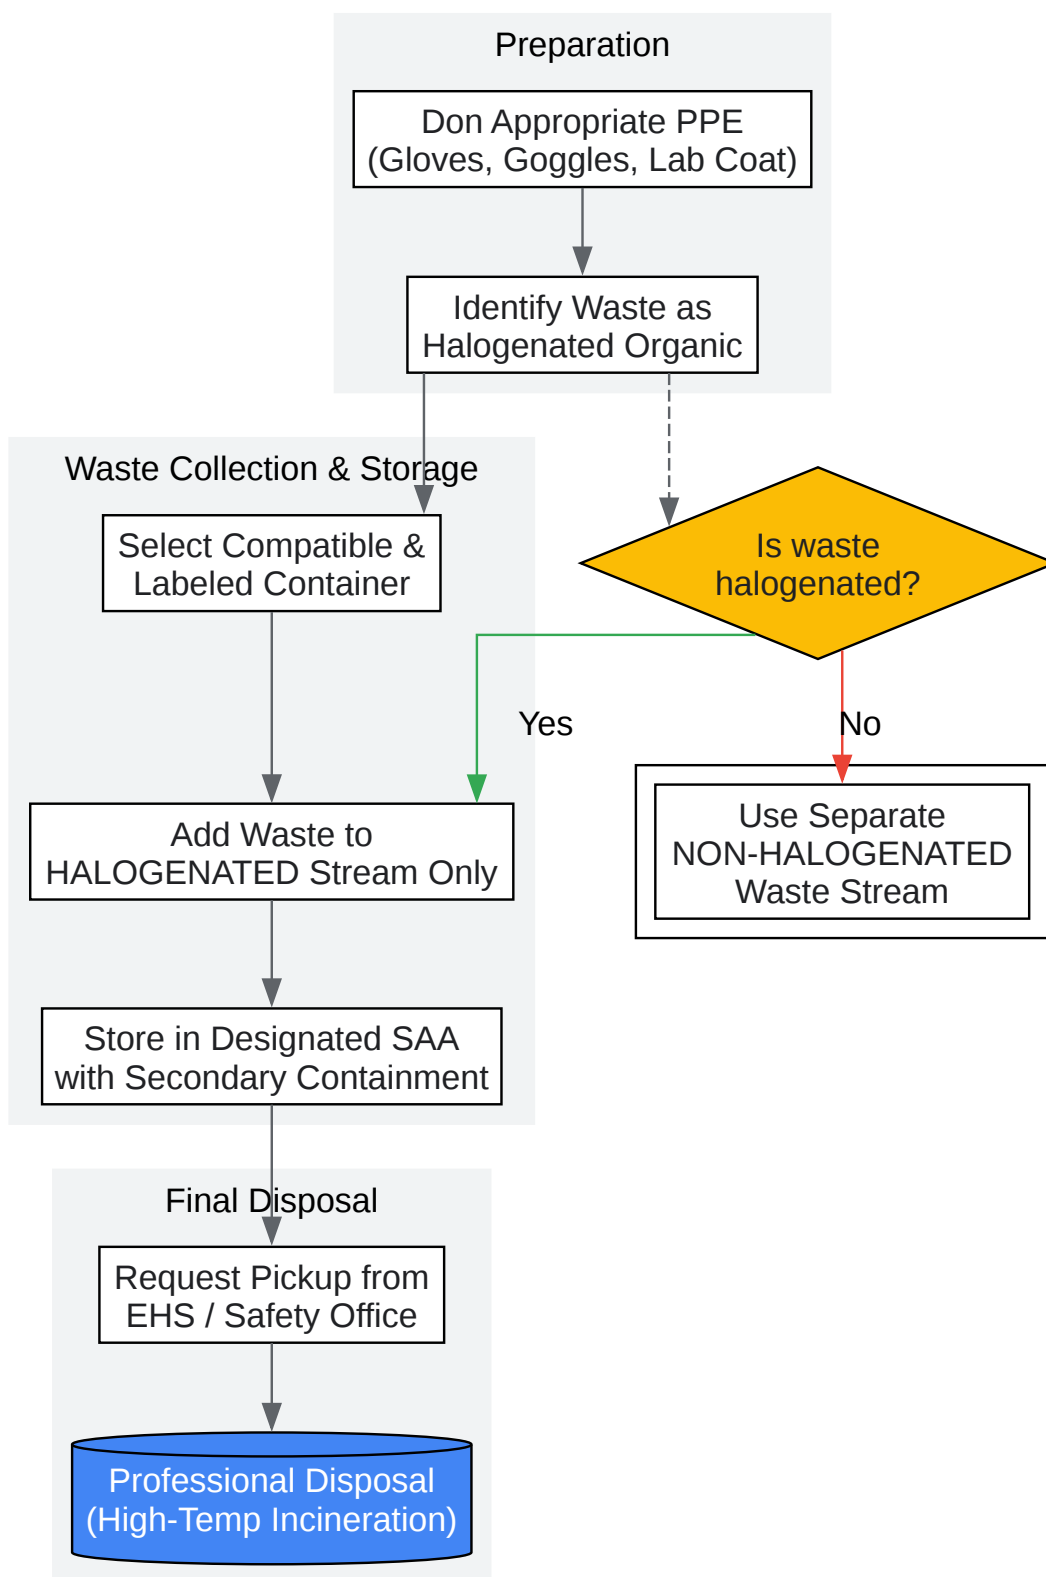 Preparation
Don Appropriate PPE
(Gloves, Goggles, Lab Coat)
Identify Waste as
Halogenated Organic
Waste Collection & Storage
Select Compatible &
Labeled Container
Is waste
halogenated?
Yes
No
Add Waste to
HALOGENATED Stream Only
Use Separate
NON-HALOGENATED
Waste Stream
Store in Designated SAA
with Secondary Containment
Final Disposal
Request Pickup from
EHS / Safety Office
Professional Disposal
(High-Temp Incineration)